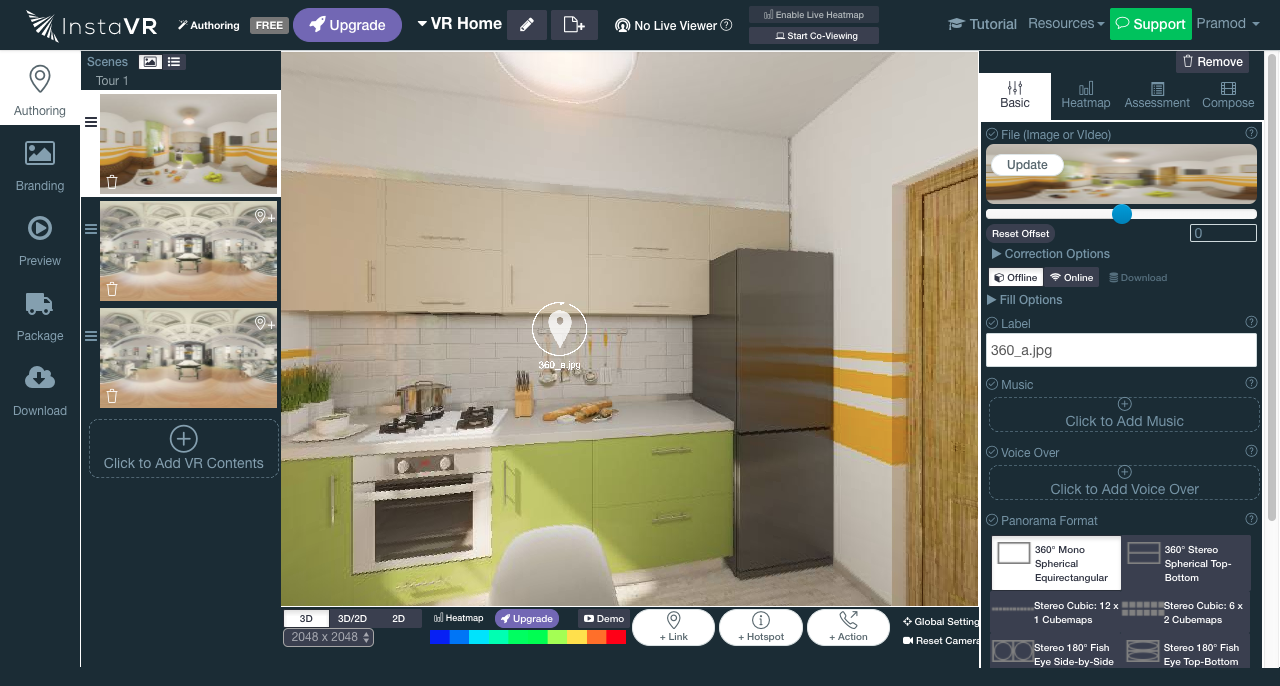 InstaVR
Authoring
FREE
Upgrade
VR Home
No Live Viewer
Enable Live Heatmap
Start Co-Viewing
Tutorial
Resources
Support
Pramod
Authoring
Branding
Preview
Package
Download
Scenes
Tour 1
Click to Add VR Contents
360_a.jpg
3D
3D/2D
2D
Heatmap
Upgrade
Demo
2048 x 2048
+ Link
+ Hotspot
+ Action
Global Setting
Reset Camera
Remove
Basic
Heatmap
Assessment
Compose
File (Image or VIdeo)
Update
Reset Offset
0
Correction Options
Offline
Online
Download
Fill Options
Label
360_a.jpg
Music
Click to Add Music
Voice Over
Click to Add Voice Over
Panorama Format
360° Mono
Spherical
Equirectangular
360° Stereo
Spherical Top-
Bottom
Stereo Cubic: 12 x
1 Cubemaps
Stereo Cubic: 6 x
2 Cubemaps
Stereo 180° Fish
Eye Side-by-Side
Stereo 180° Fish
Eye Top-Bottom